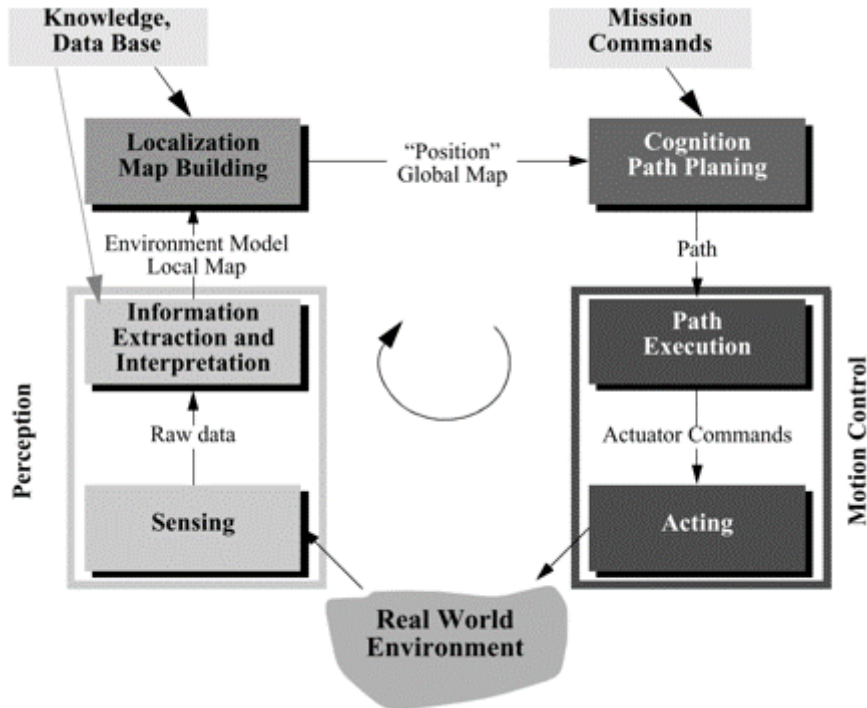 Knowledge,
Data Base
Mission
Commands
Localization
Map Building
“Position”
Global Map
Cognition
Path Planing
Environment Model
Local Map
Path
Information
Extraction and
Interpretation
Path
Execution
Perception
Raw data
Actuator Commands
Motion Control
Sensing
Acting
Real World
Environment